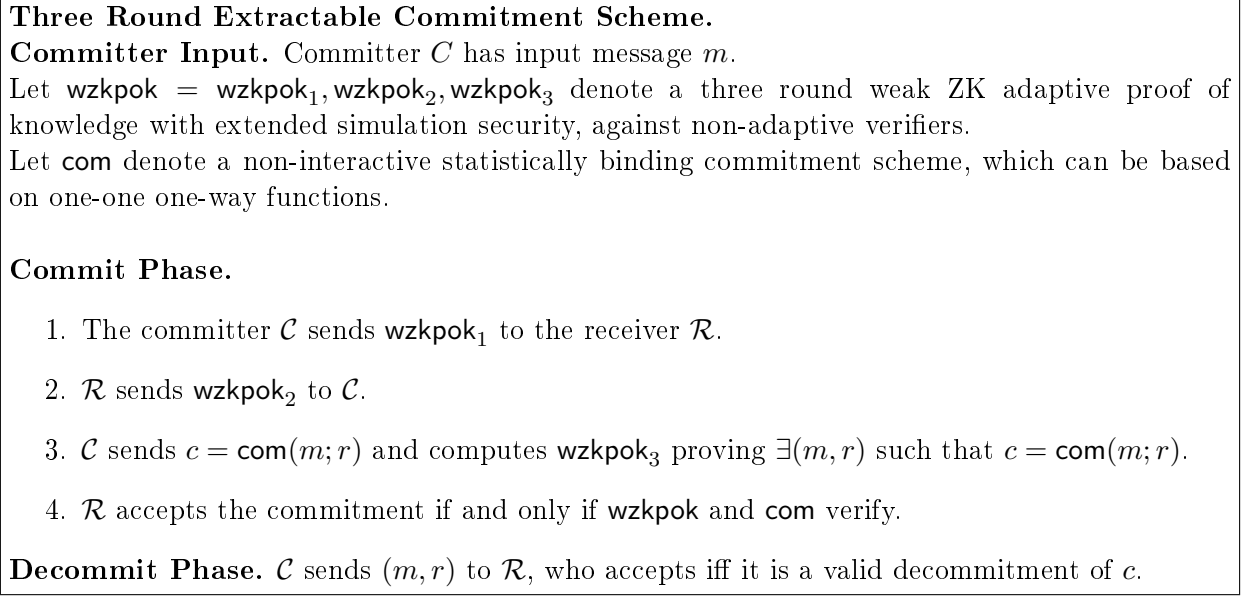 Three Round Extractable Commitment Scheme.
Committer Input. Committer C has input message m.
Let wzkpok = wzkpok₁, wzkpok₂, wzkpok₃ denote a three round weak ZK adaptive proof of
knowledge with extended simulation security, against non-adaptive verifiers.
Let com denote a non-interactive statistically binding commitment scheme, which can be based
on one-one one-way functions.
Commit Phase.
1. The committer 𝒞 sends wzkpok₁ to the receiver ℛ.
2. ℛ sends wzkpok₂ to 𝒞.
3. 𝒞 sends c = com(m; r) and computes wzkpok₃ proving ∃(m, r) such that c = com(m; r).
4. ℛ accepts the commitment if and only if wzkpok and com verify.
Decommit Phase. 𝒞 sends (m, r) to ℛ, who accepts iff it is a valid decommitment of c.